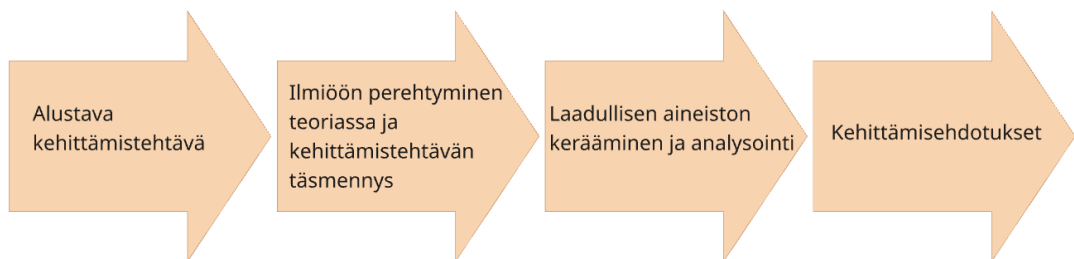 Alustava
kehittämistehtävä
Ilmiöön perehtyminen
teoriassa ja
kehittämistehtävän
täsmennys
Laadullisen aineiston
kerääminen ja analysointi
Kehittämisehdotukset